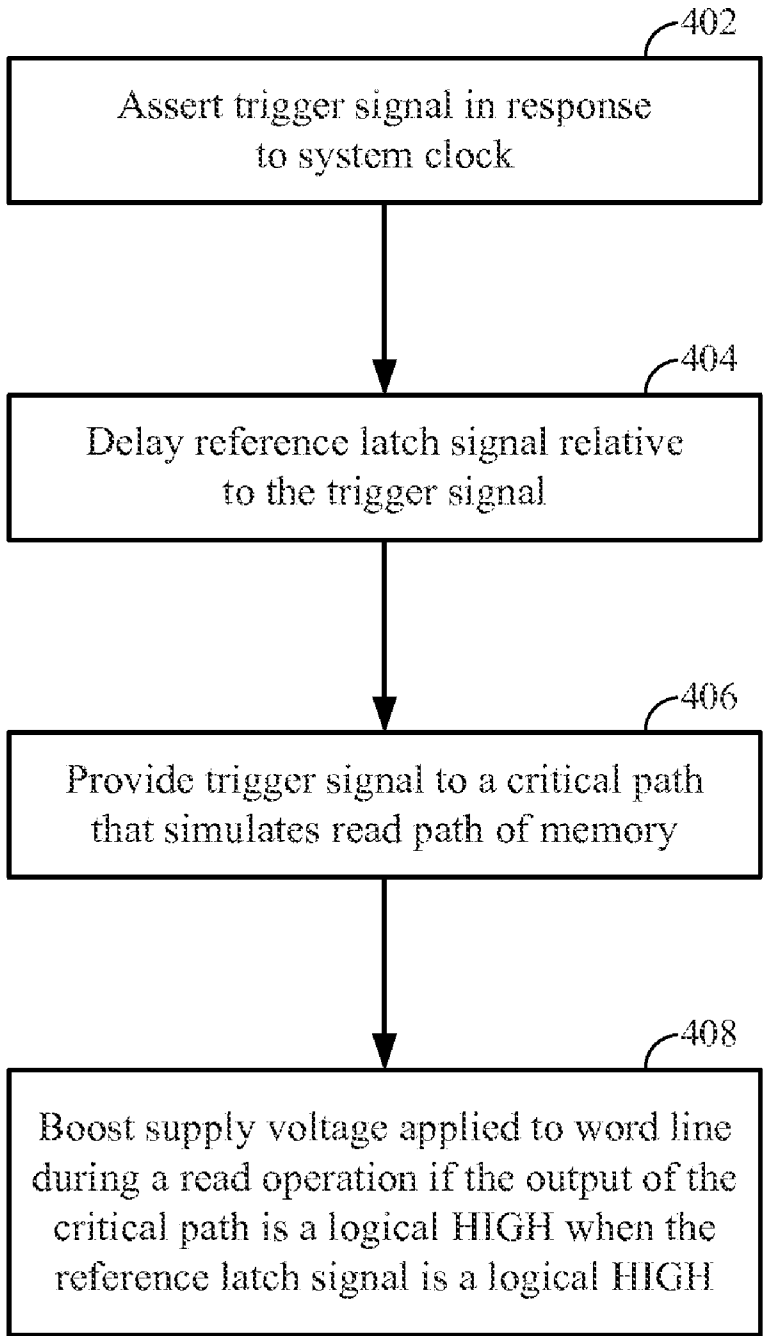 402
Assert trigger signal in response
to system clock
404
Delay reference latch signal relative
to the trigger signal
406
Provide trigger signal to a critical path
that simulates read path of memory
408
Boost supply voltage applied to word line
during a read operation if the output of the
critical path is a logical HIGH when the
reference latch signal is a logical HIGH